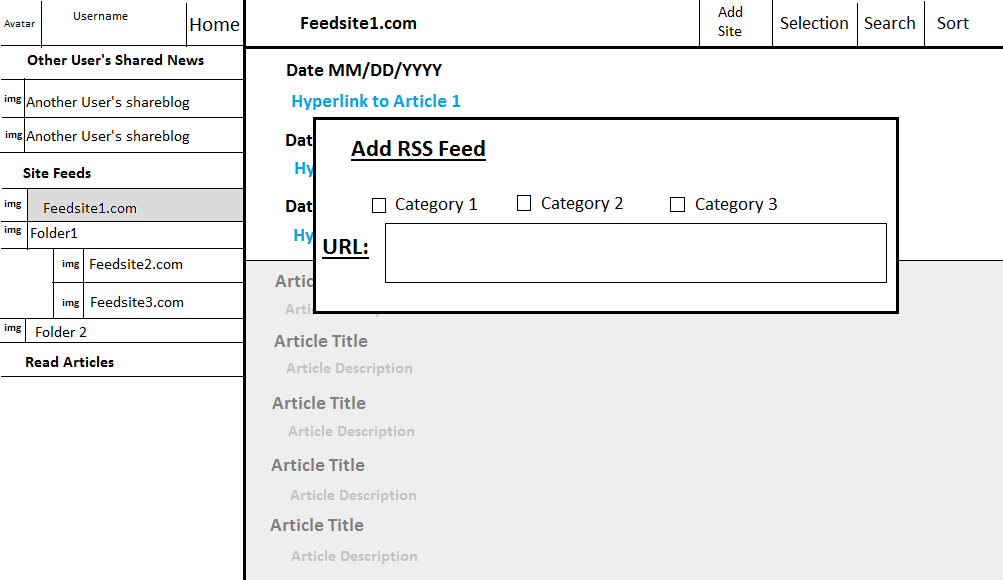 Avatar
Username
Home
Other User's Shared News
img Another User's shareblog
img Another User's shareblog
Site Feeds
img Feedsite1.com
img Folder1
img Feedsite2.com
img Feedsite3.com
img Folder 2
Read Articles
Feedsite1.com
Add
Site
Selection
Search
Sort
Date MM/DD/YYYY
Hyperlink to Article 1
Dat
Hy
Dat
Hy
Add RSS Feed
Category 1 Category 2 Category 3
URL:
Artic
Arti
Article Title
Article Description
Article Title
Article Description
Article Title
Article Description
Article Title
Article Description